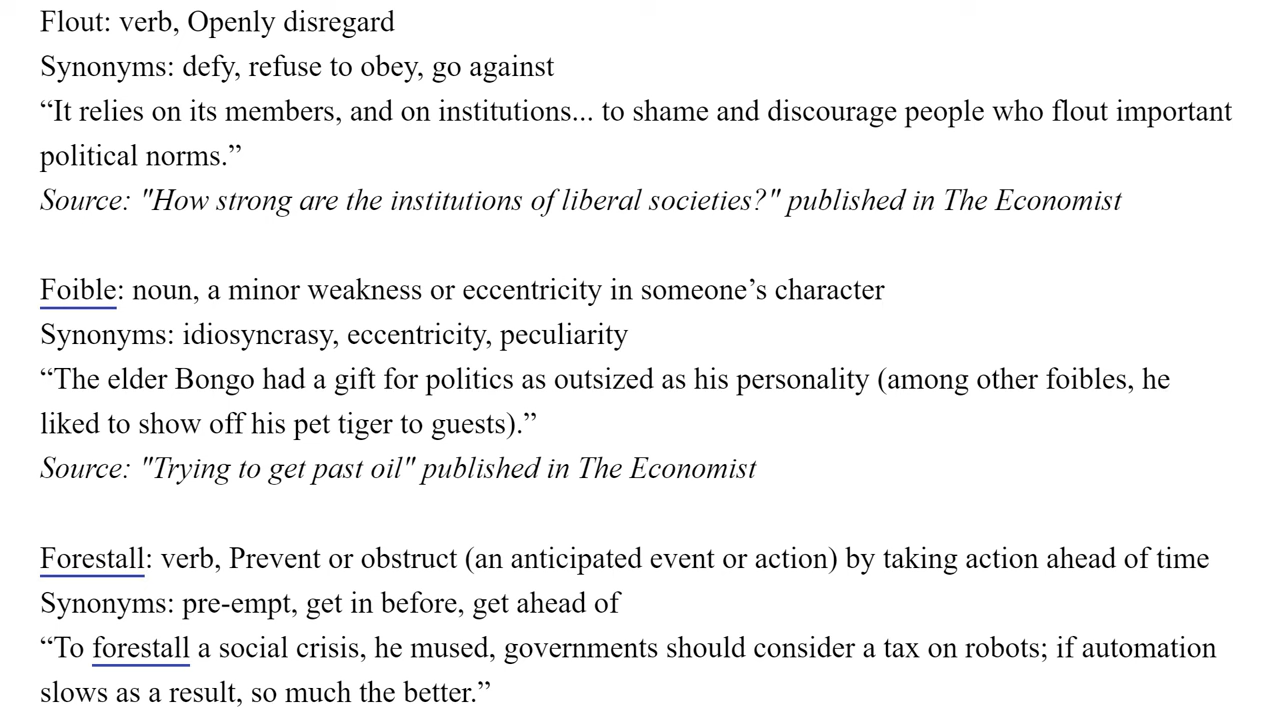 Flout: verb, Openly disregard
Synonyms: defy, refuse to obey, go against
“It relies on its members, and on institutions... to shame and discourage people who flout important
political norms.”
Source: "How strong are the institutions of liberal societies?" published in The Economist
Foible: noun, a minor weakness or eccentricity in someone’s character
Synonyms: idiosyncrasy, eccentricity, peculiarity
“The elder Bongo had a gift for politics as outsized as his personality (among other foibles, he
liked to show off his pet tiger to guests).”
Source: "Trying to get past oil" published in The Economist
Forestall: verb, Prevent or obstruct (an anticipated event or action) by taking action ahead of time
Synonyms: pre-empt, get in before, get ahead of
“To forestall a social crisis, he mused, governments should consider a tax on robots; if automation
slows as a result, so much the better.”